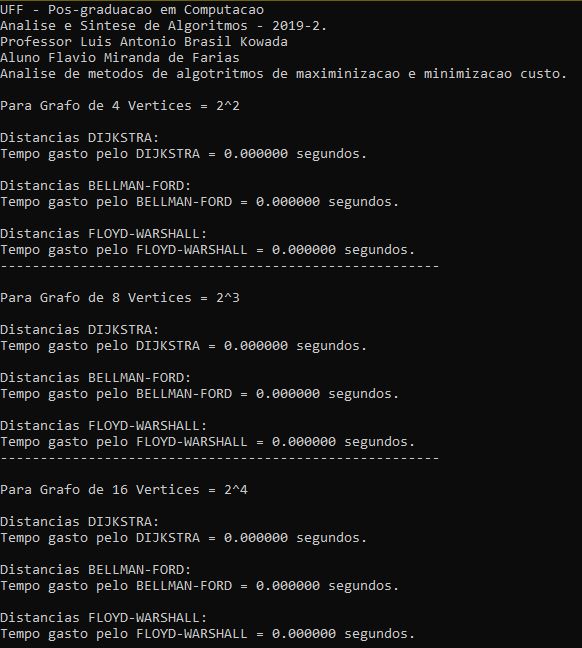 UFF - Pos-graduacao em Computacao
Analise e Sintese de Algoritmos - 2019-2.
Professor Luis Antonio Brasil Kowada
Aluno Flavio Miranda de Farias
Analise de metodos de algotritmos de maximinizacao e minimizacao custo.
Para Grafo de 4 Vertices = 2^2
Distancias DIJKSTRA:
Tempo gasto pelo DIJKSTRA = 0.000000 segundos.
Distancias BELLMAN-FORD:
Tempo gasto pelo BELLMAN-FORD = 0.000000 segundos.
Distancias FLOYD-WARSHALL:
Tempo gasto pelo FLOYD-WARSHALL = 0.000000 segundos.
-------------------------------------------------------
Para Grafo de 8 Vertices = 2^3
Distancias DIJKSTRA:
Tempo gasto pelo DIJKSTRA = 0.000000 segundos.
Distancias BELLMAN-FORD:
Tempo gasto pelo BELLMAN-FORD = 0.000000 segundos.
Distancias FLOYD-WARSHALL:
Tempo gasto pelo FLOYD-WARSHALL = 0.000000 segundos.
-------------------------------------------------------
Para Grafo de 16 Vertices = 2^4
Distancias DIJKSTRA:
Tempo gasto pelo DIJKSTRA = 0.000000 segundos.
Distancias BELLMAN-FORD:
Tempo gasto pelo BELLMAN-FORD = 0.000000 segundos.
Distancias FLOYD-WARSHALL:
Tempo gasto pelo FLOYD-WARSHALL = 0.000000 segundos.